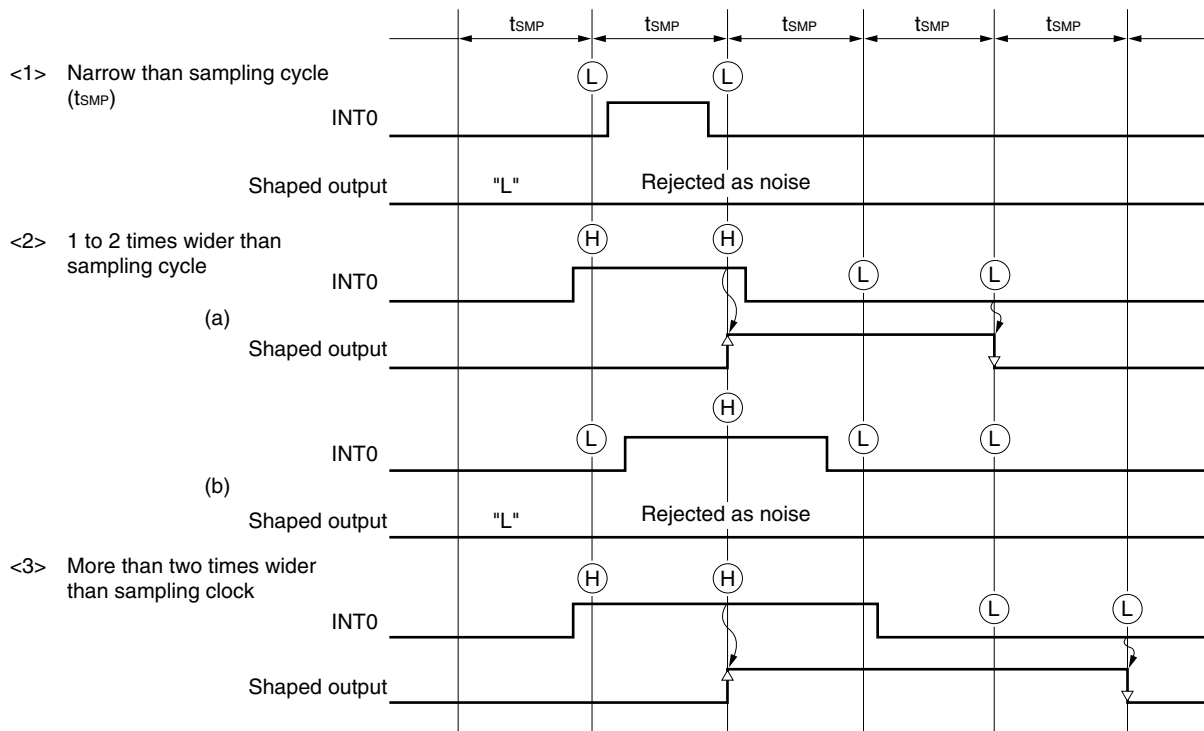 tSMP tSMP tSMP tSMP tSMP
<1> Narrow than sampling cycle
(tSMP)
L L
INT0
Shaped output "L" Rejected as noise
<2> 1 to 2 times wider than
sampling cycle
H H
INT0 L L
(a)
Shaped output
H
INT0 L L L
(b)
Shaped output "L" Rejected as noise
<3> More than two times wider
than sampling clock
H H
INT0 L L
Shaped output